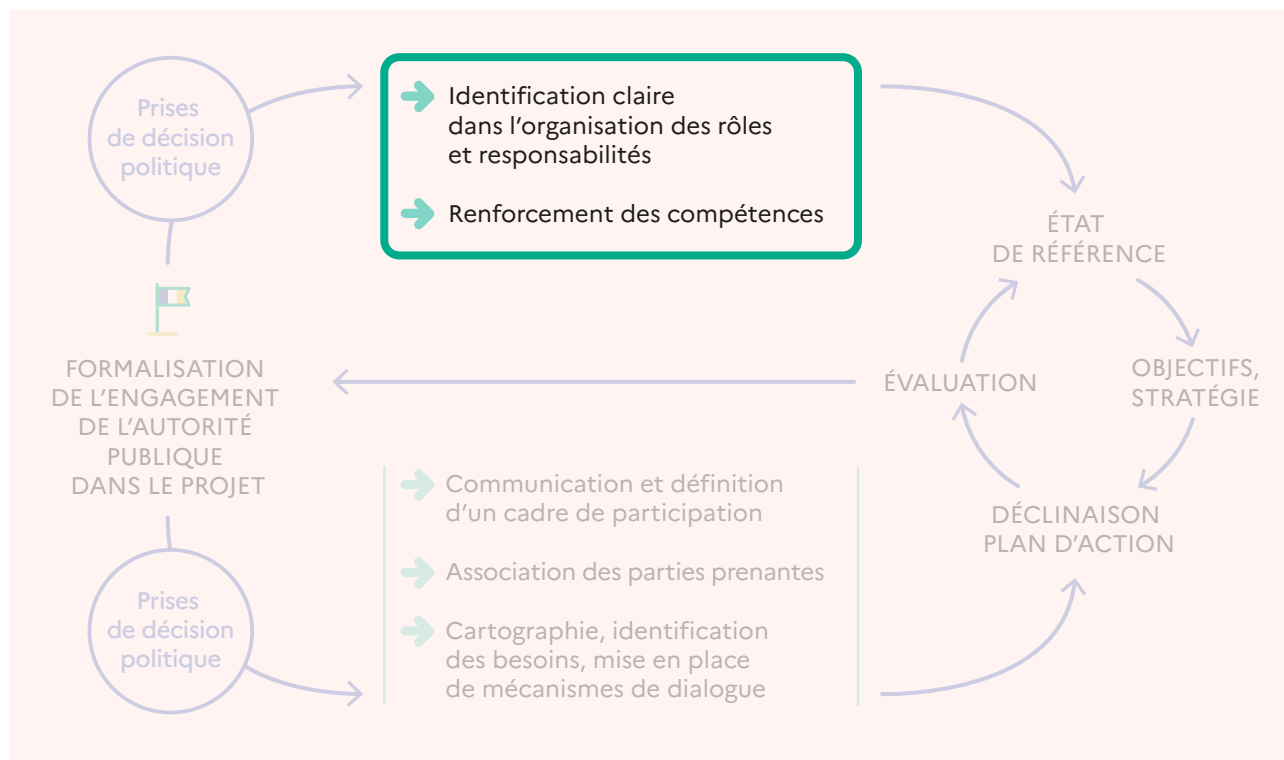 Prises
de décision
politique
Identification claire
dans l'organisation des rôles
et responsabilités
Renforcement des compétences
ÉTAT
DE RÉFÉRENCE
OBJECTIFS,
STRATÉGIE
DÉCLINAISON
PLAN D'ACTION
ÉVALUATION
FORMALISATION
DE L'ENGAGEMENT
DE L'AUTORITÉ
PUBLIQUE
DANS LE PROJET
Communication et définition
d'un cadre de participation
Association des parties prenantes
Cartographie, identification
des besoins, mise en place
de mécanismes de dialogue
Prises
de décision
politique